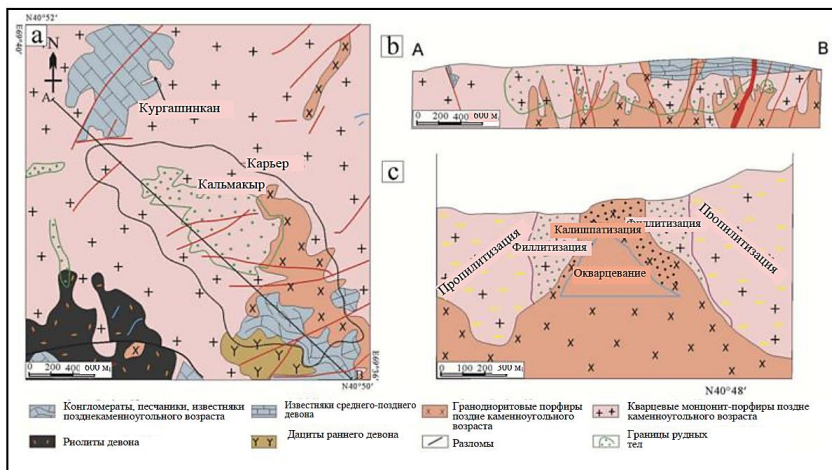 N40°52'
E69°40'
a
N
A
Кургашинкан
Карьер
Кальмакыр
0 200 400 600 м
B
E69°36'
N40°50'
b
A
B
0 200 400 600 м
c
Пропилитизация
Филлитизация
Калишпатизация
Филлитизация
Пропилитизация
Окварцевание
0 100 200 300 м
N40°48'
Конгломераты, песчаники, известняки
позднекаменноугольного возраста
Известняки среднего-позднего
девона
Гранодиоритовые порфиры
поздне каменноугольного
возраста
Кварцевые монцонит-порфиры поздне
каменноугольного возраста
Риолиты девона
Дациты раннего девона
Разломы
Границы рудных
тел